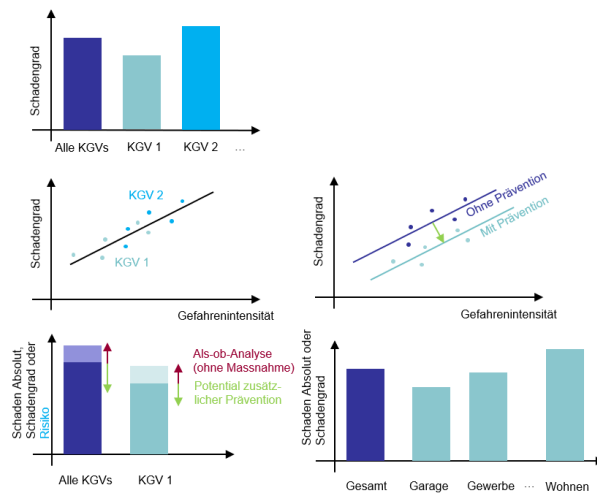 Schadengrad
Alle KGVs
KGV 1
KGV 2
...
Schadengrad
KGV 2
KGV 1
Gefahrenintensität
Schadengrad
Ohne Prävention
Mit Prävention
Gefahrenintensität
Schaden Absolut,
Schadengrad oder
Risiko
Als-ob-Analyse
(ohne Massnahme)
Potential zusätz-
licher Prävention
Alle KGVs
KGV 1
Schaden Absolut oder
Schadengrad
Gesamt
Garage
Gewerbe
...
Wohnen